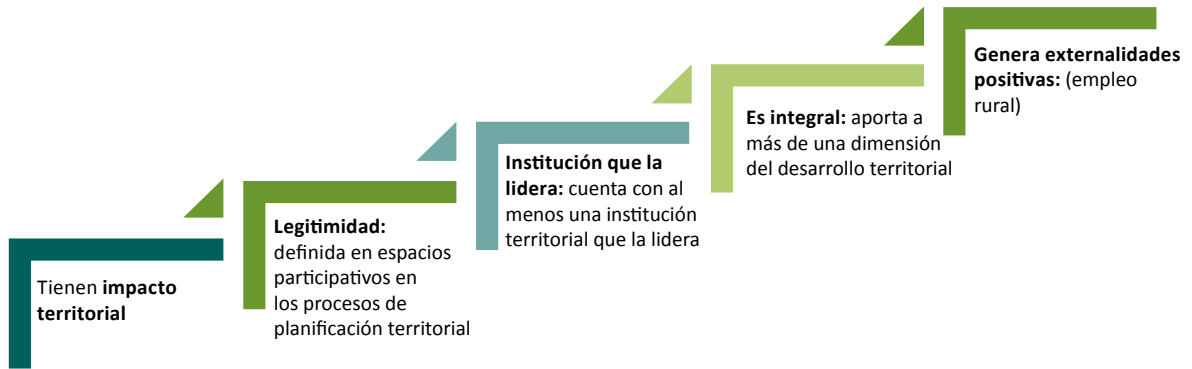 Tienen impacto
territorial
Legitimidad:
definida en espacios
participativos en
los procesos de
planificación territorial
Institución que la
lidera: cuenta con al
menos una institución
territorial que la lidera
Es integral: aporta a
más de una dimensión
del desarrollo territorial
Genera externalidades
positivas: (empleo
rural)